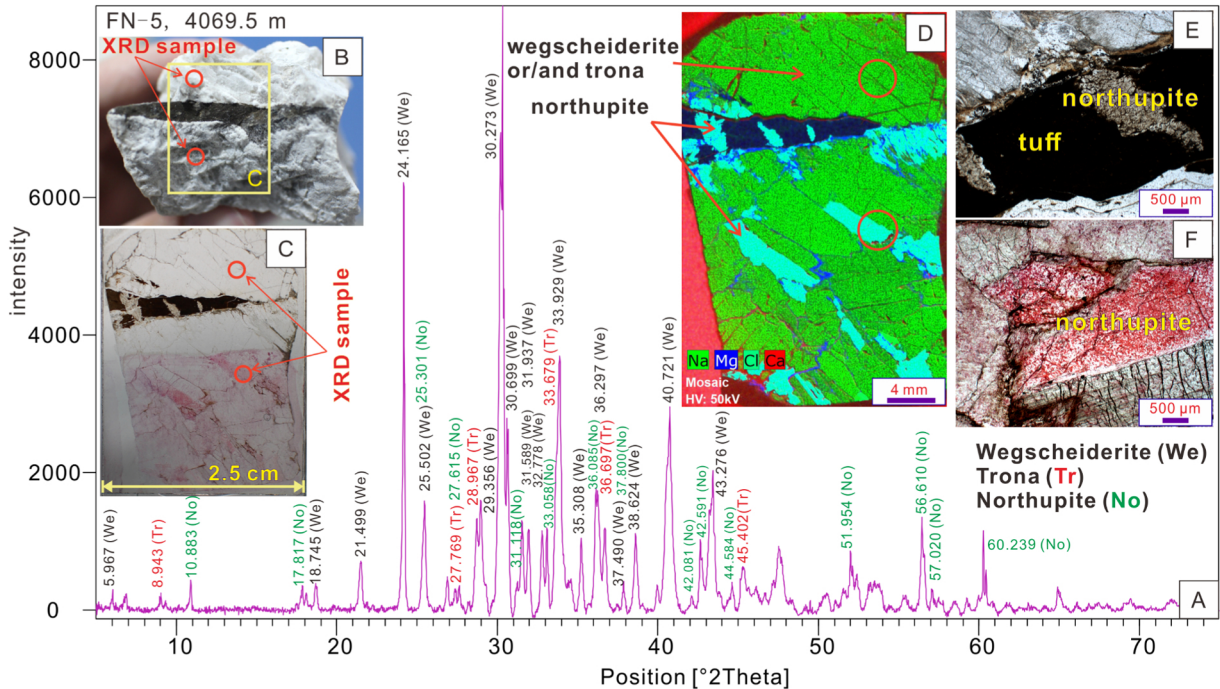 FN-5, 4069.5 m
XRD sample
B
C
C
XRD sample
2.5 cm
D
wegscheiderite
or/and trona
northupite
Na Mg Cl Ca
Mosaic
HV: 50kV
4 mm
E
northupite
tuff
500 µm
F
northupite
500 µm
Wegscheiderite (We)
Trona (Tr)
Northupite (No)
A
intensity
8000
6000
4000
2000
0
5.967 (We)
8.943 (Tr)
10.883 (No)
17.817 (No)
18.745 (We)
21.499 (We)
24.165 (We)
25.301 (No)
25.502 (We)
27.769 (Tr)
27.615 (No)
28.967 (Tr)
29.356 (We)
30.273 (We)
30.699 (We)
31.118 (No)
31.589 (We)
31.937 (We)
32.778 (We)
33.058 (No)
33.679 (Tr)
33.929 (We)
35.308 (We)
36.085 (No)
36.297 (We)
36.697 (Tr)
37.490 (We)
37.800 (No)
38.624 (We)
40.721 (We)
42.081 (No)
42.591 (No)
43.276 (We)
44.584 (No)
45.402 (Tr)
51.954 (No)
56.610 (No)
57.020 (No)
60.239 (No)
10 20 30 40 50 60 70
Position [°2Theta]